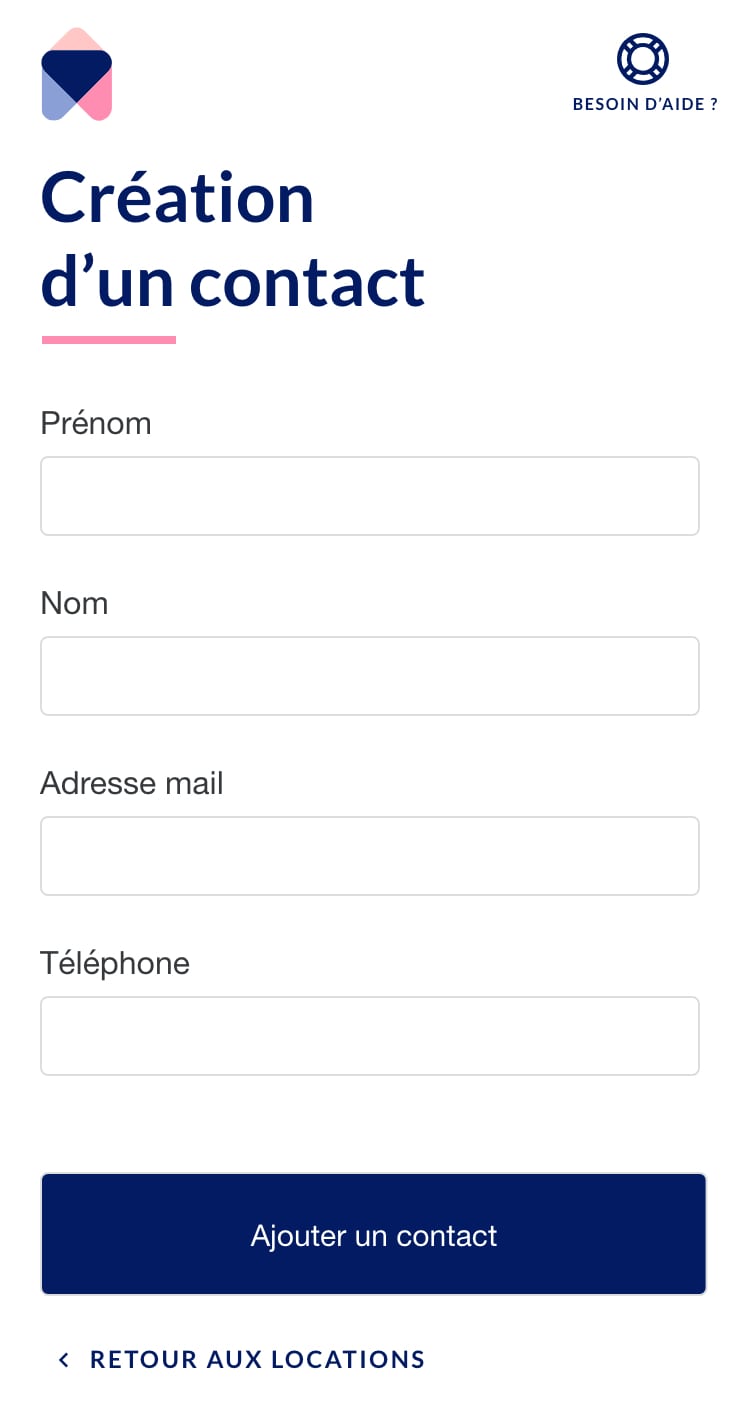 BESOIN D’AIDE ?
Création
d’un contact
Prénom
Nom
Adresse mail
Téléphone
Ajouter un contact
RETOUR AUX LOCATIONS